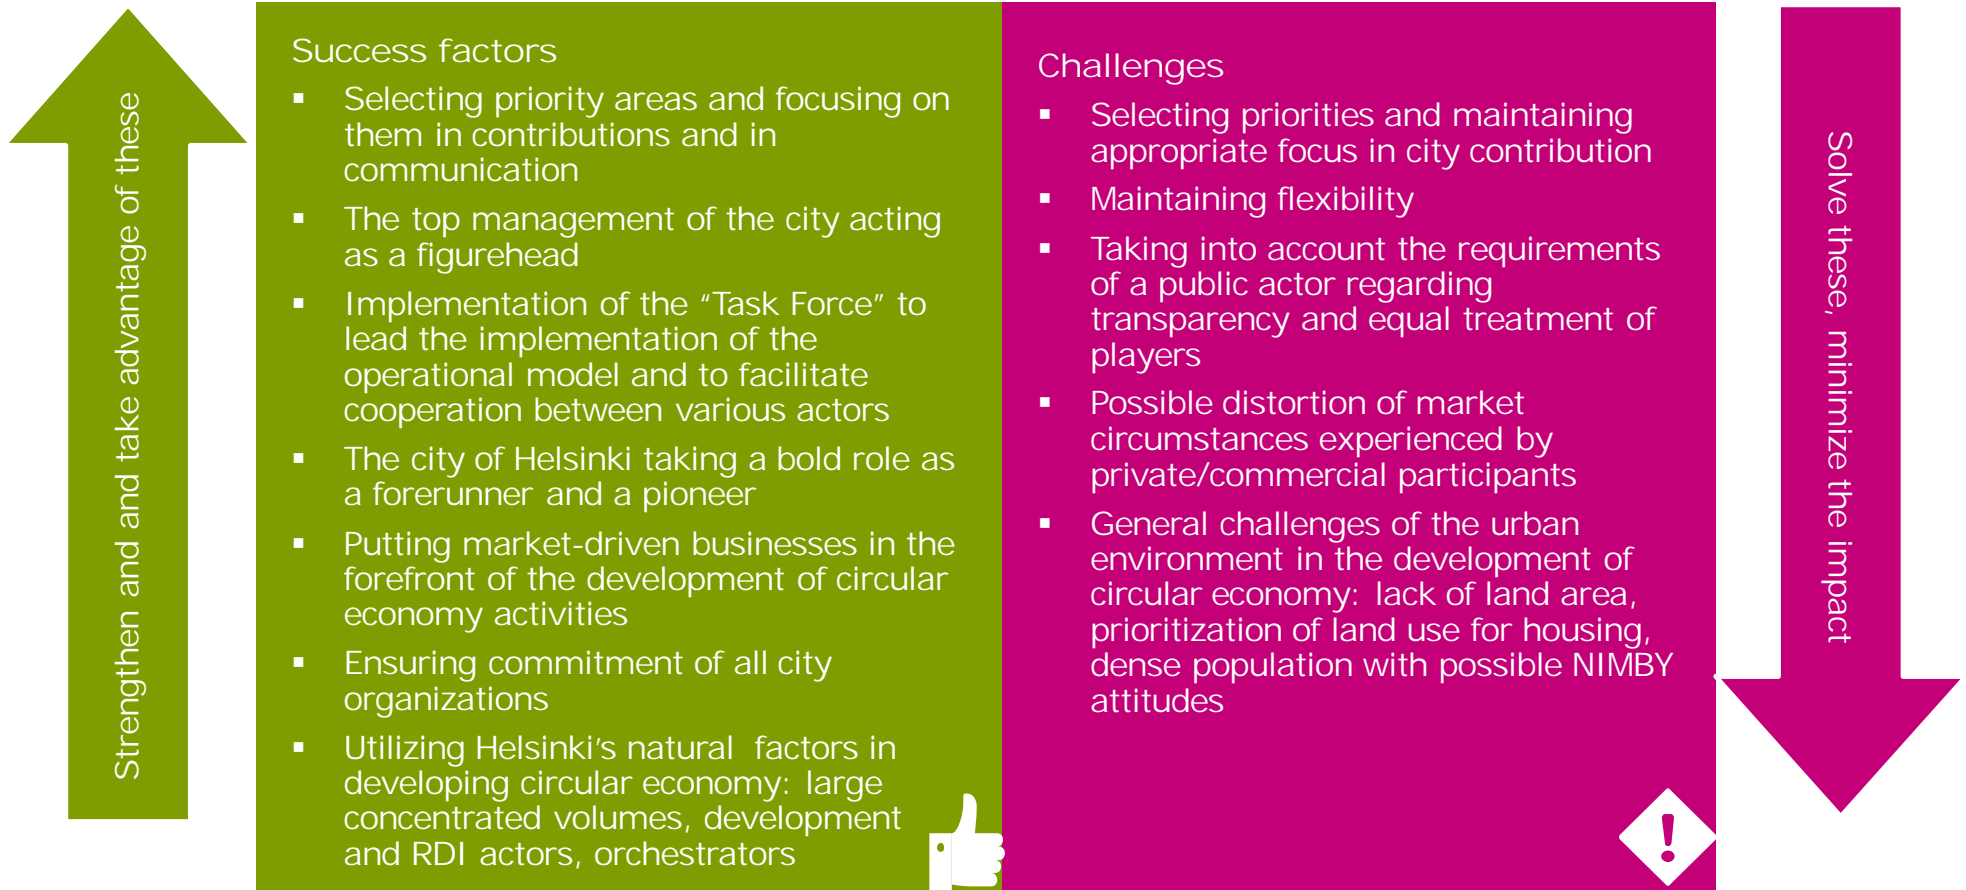 Strengthen and and take advantage of these
Success factors
▪ Selecting priority areas and focusing on
them in contributions and in
communication
▪ The top management of the city acting
as a figurehead
▪ Implementation of the “Task Force” to
lead the implementation of the
operational model and to facilitate
cooperation between various actors
▪ The city of Helsinki taking a bold role as
a forerunner and a pioneer
▪ Putting market-driven businesses in the
forefront of the development of circular
economy activities
▪ Ensuring commitment of all city
organizations
▪ Utilizing Helsinki’s natural factors in
developing circular economy: large
concentrated volumes, development
and RDI actors, orchestrators
Challenges
▪ Selecting priorities and maintaining
appropriate focus in city contribution
▪ Maintaining flexibility
▪ Taking into account the requirements
of a public actor regarding
transparency and equal treatment of
players
▪ Possible distortion of market
circumstances experienced by
private/commercial participants
▪ General challenges of the urban
environment in the development of
circular economy: lack of land area,
prioritization of land use for housing,
dense population with possible NIMBY
attitudes
!
Solve these, minimize the impact